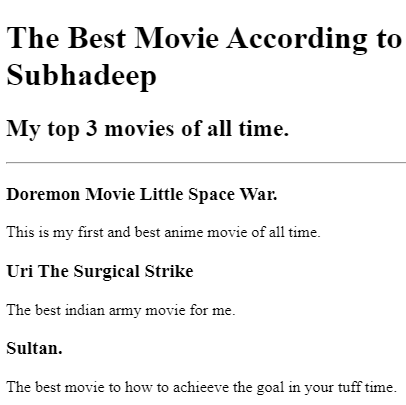 The Best Movie According to
Subhadeep
My top 3 movies of all time.
Doremon Movie Little Space War.
This is my first and best anime movie of all time.
Uri The Surgical Strike
The best indian army movie for me.
Sultan.
The best movie to how to achieeve the goal in your tuff time.